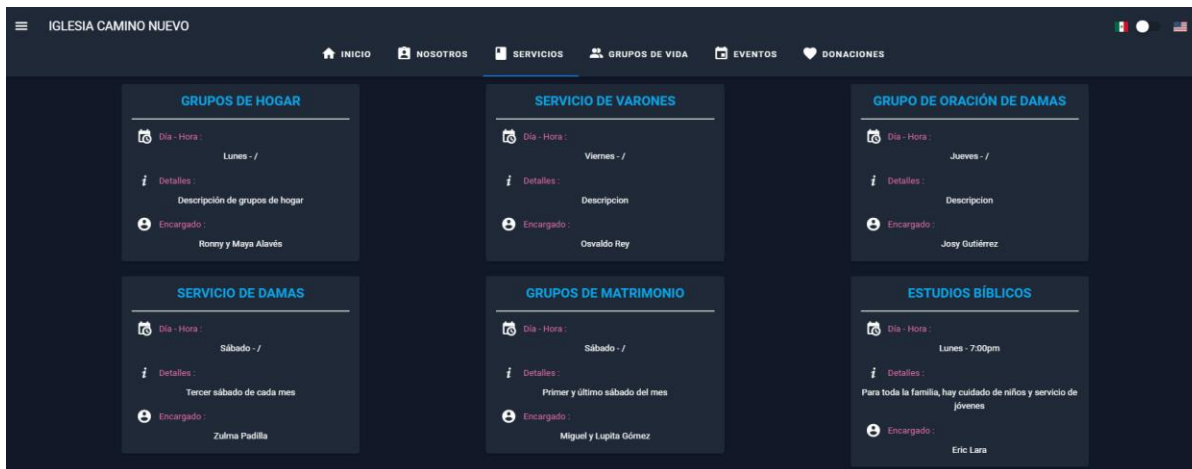 IGLESIA CAMINO NUEVO
INICIO NOSOTROS SERVICIOS GRUPOS DE VIDA EVENTOS DONACIONES
GRUPOS DE HOGAR
Día - Hora :
Lunes - /
Detalles :
Descripción de grupos de hogar
Encargado :
Ronny y Maya Alavés
SERVICIO DE VARONES
Día - Hora :
Viernes - /
Detalles :
Descripcion
Encargado :
Osvaldo Rey
GRUPO DE ORACIÓN DE DAMAS
Día - Hora :
Jueves - /
Detalles :
Descripcion
Encargado :
Josy Gutiérrez
SERVICIO DE DAMAS
Día - Hora :
Sábado - /
Detalles :
Tercer sábado de cada mes
Encargado :
Zulma Padilla
GRUPOS DE MATRIMONIO
Día - Hora :
Sábado - /
Detalles :
Primer y último sábado del mes
Encargado :
Miguel y Lupita Gómez
ESTUDIOS BÍBLICOS
Día - Hora :
Lunes - 7:00pm
Detalles :
Para toda la familia, hay cuidado de niños y servicio de
jóvenes
Encargado :
Eric Lara